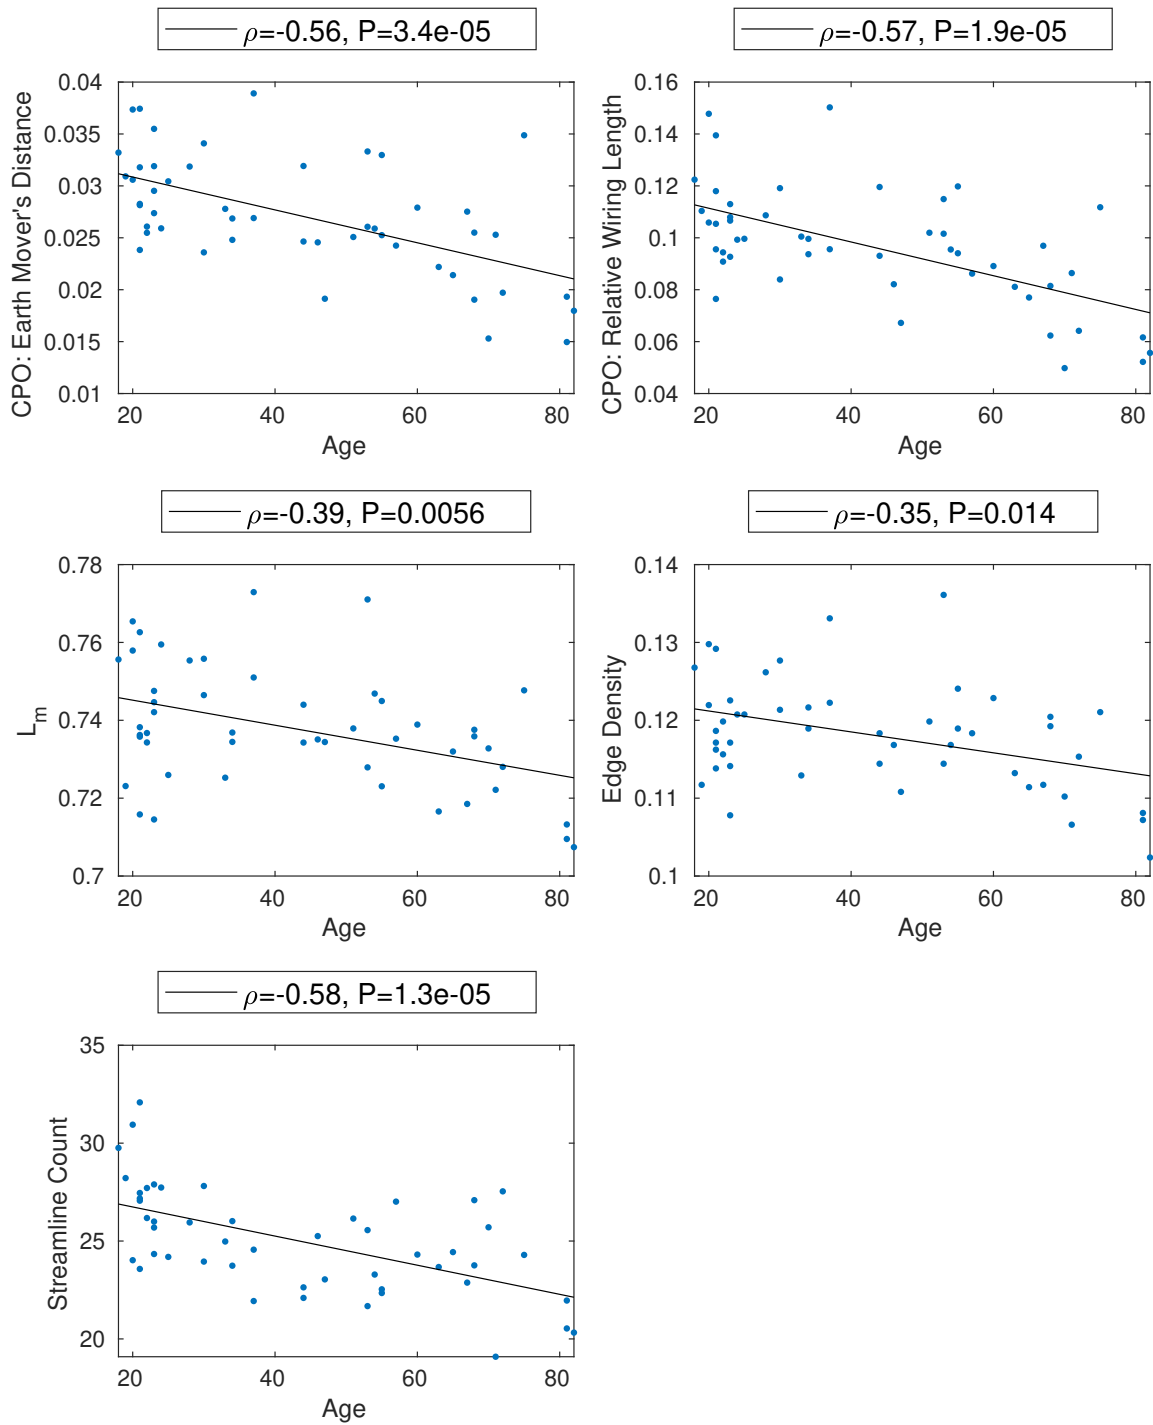 ρ=-0.56, P=3.4e-05
CPO: Earth Mover's Distance
0.04
0.035
0.03
0.025
0.02
0.015
0.01
20 40 60 80
Age
ρ=-0.57, P=1.9e-05
CPO: Relative Wiring Length
0.16
0.14
0.12
0.1
0.08
0.06
0.04
20 40 60 80
Age
ρ=-0.39, P=0.0056
L_m
0.78
0.76
0.74
0.72
0.7
20 40 60 80
Age
ρ=-0.35, P=0.014
Edge Density
0.14
0.13
0.12
0.11
0.1
20 40 60 80
Age
ρ=-0.58, P=1.3e-05
Streamline Count
35
30
25
20
20 40 60 80
Age